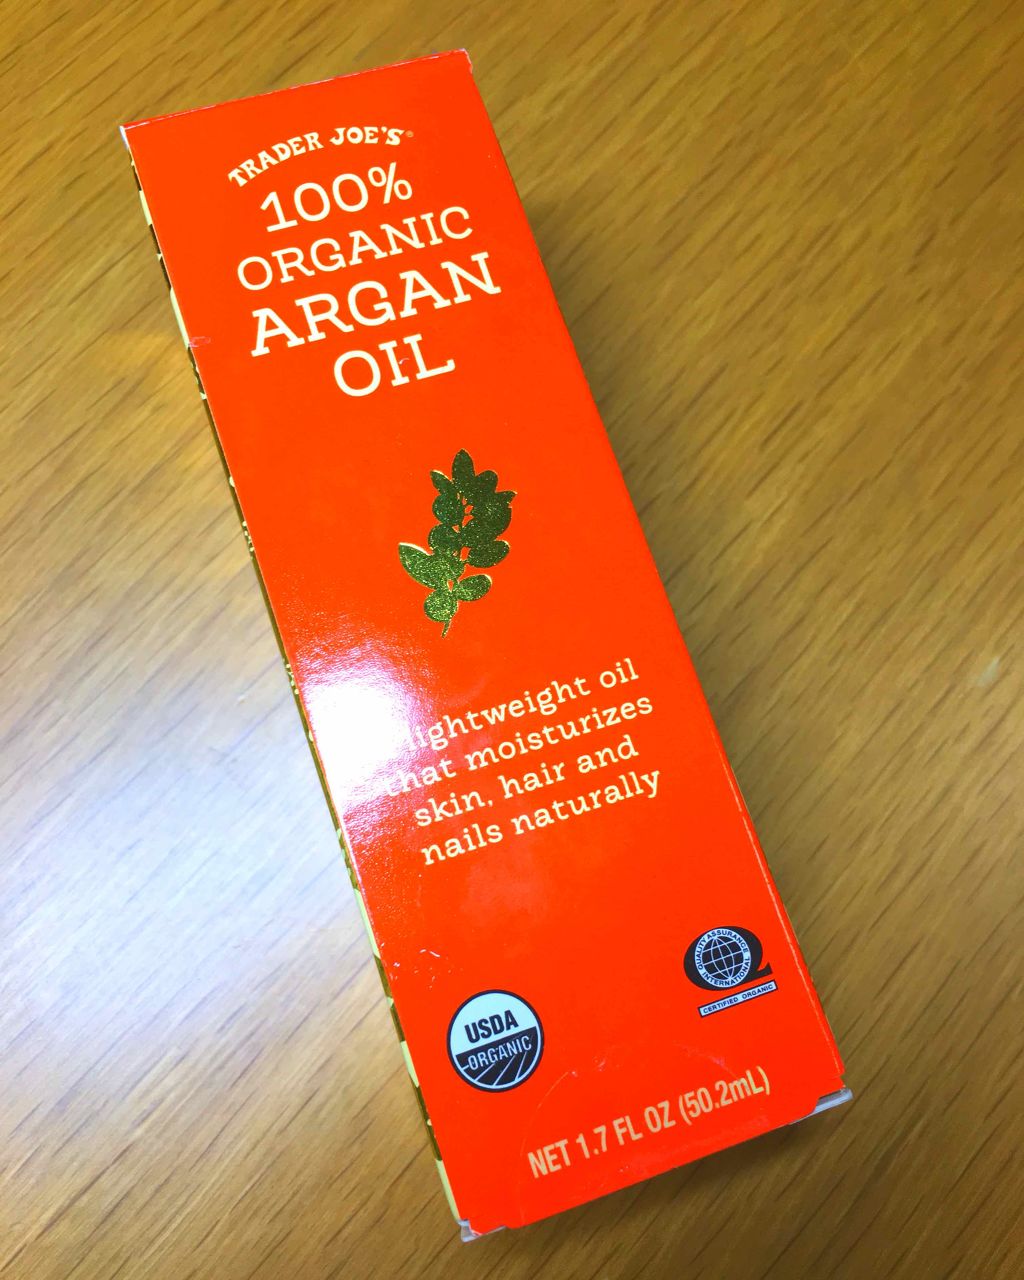 TRADER JOE'S®
100%
ORGANIC
ARGAN
OIL
lightweight oil
that moisturizes
skin, hair and
nails naturally
QUALITY ASSURANCE
INTERNATIONAL
CERTIFIED ORGANIC
USDA
ORGANIC
NET 1.7 FL OZ (50.2mL)